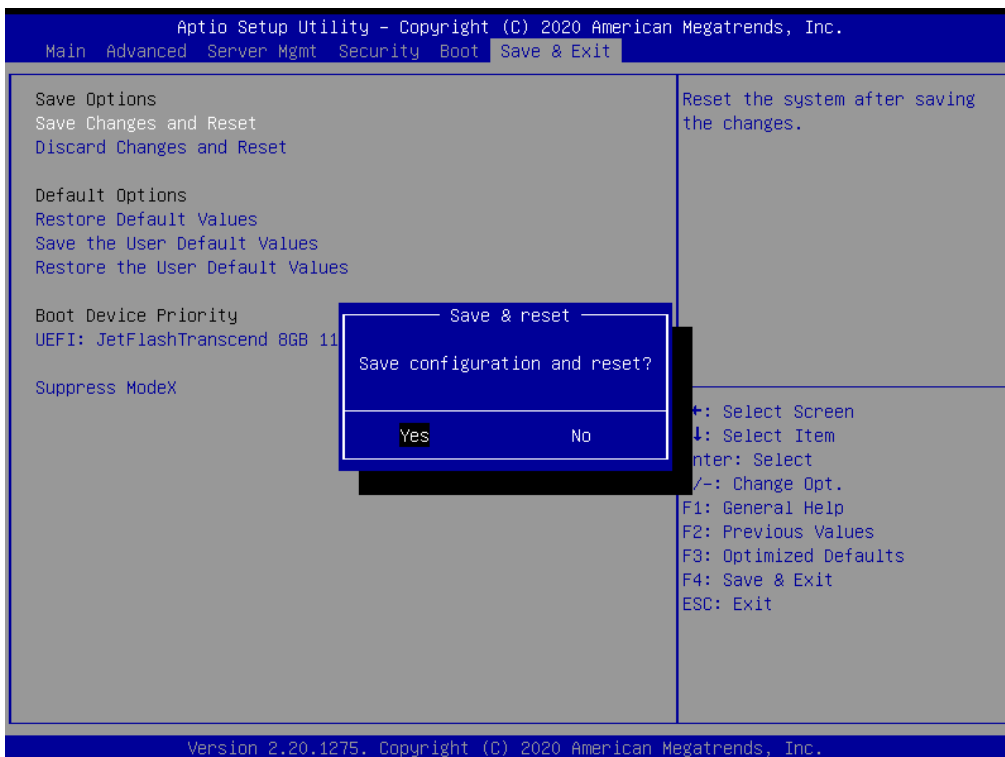 Aptio Setup Utility – Copyright (C) 2020 American Megatrends, Inc.
Main Advanced Server Mgmt Security Boot Save & Exit
Save Options
Save Changes and Reset
Discard Changes and Reset
Default Options
Restore Default Values
Save the User Default Values
Restore the User Default Values
Boot Device Priority
UEFI: JetFlashTranscend 8GB 11
Suppress ModeX
Save & reset
Save configuration and reset?
Yes No
Reset the system after saving
the changes.
: Select Screen
↓: Select Item
nter: Select
/-: Change Opt.
F1: General Help
F2: Previous Values
F3: Optimized Defaults
F4: Save & Exit
ESC: Exit
Version 2.20.1275. Copyright (C) 2020 American Megatrends, Inc.